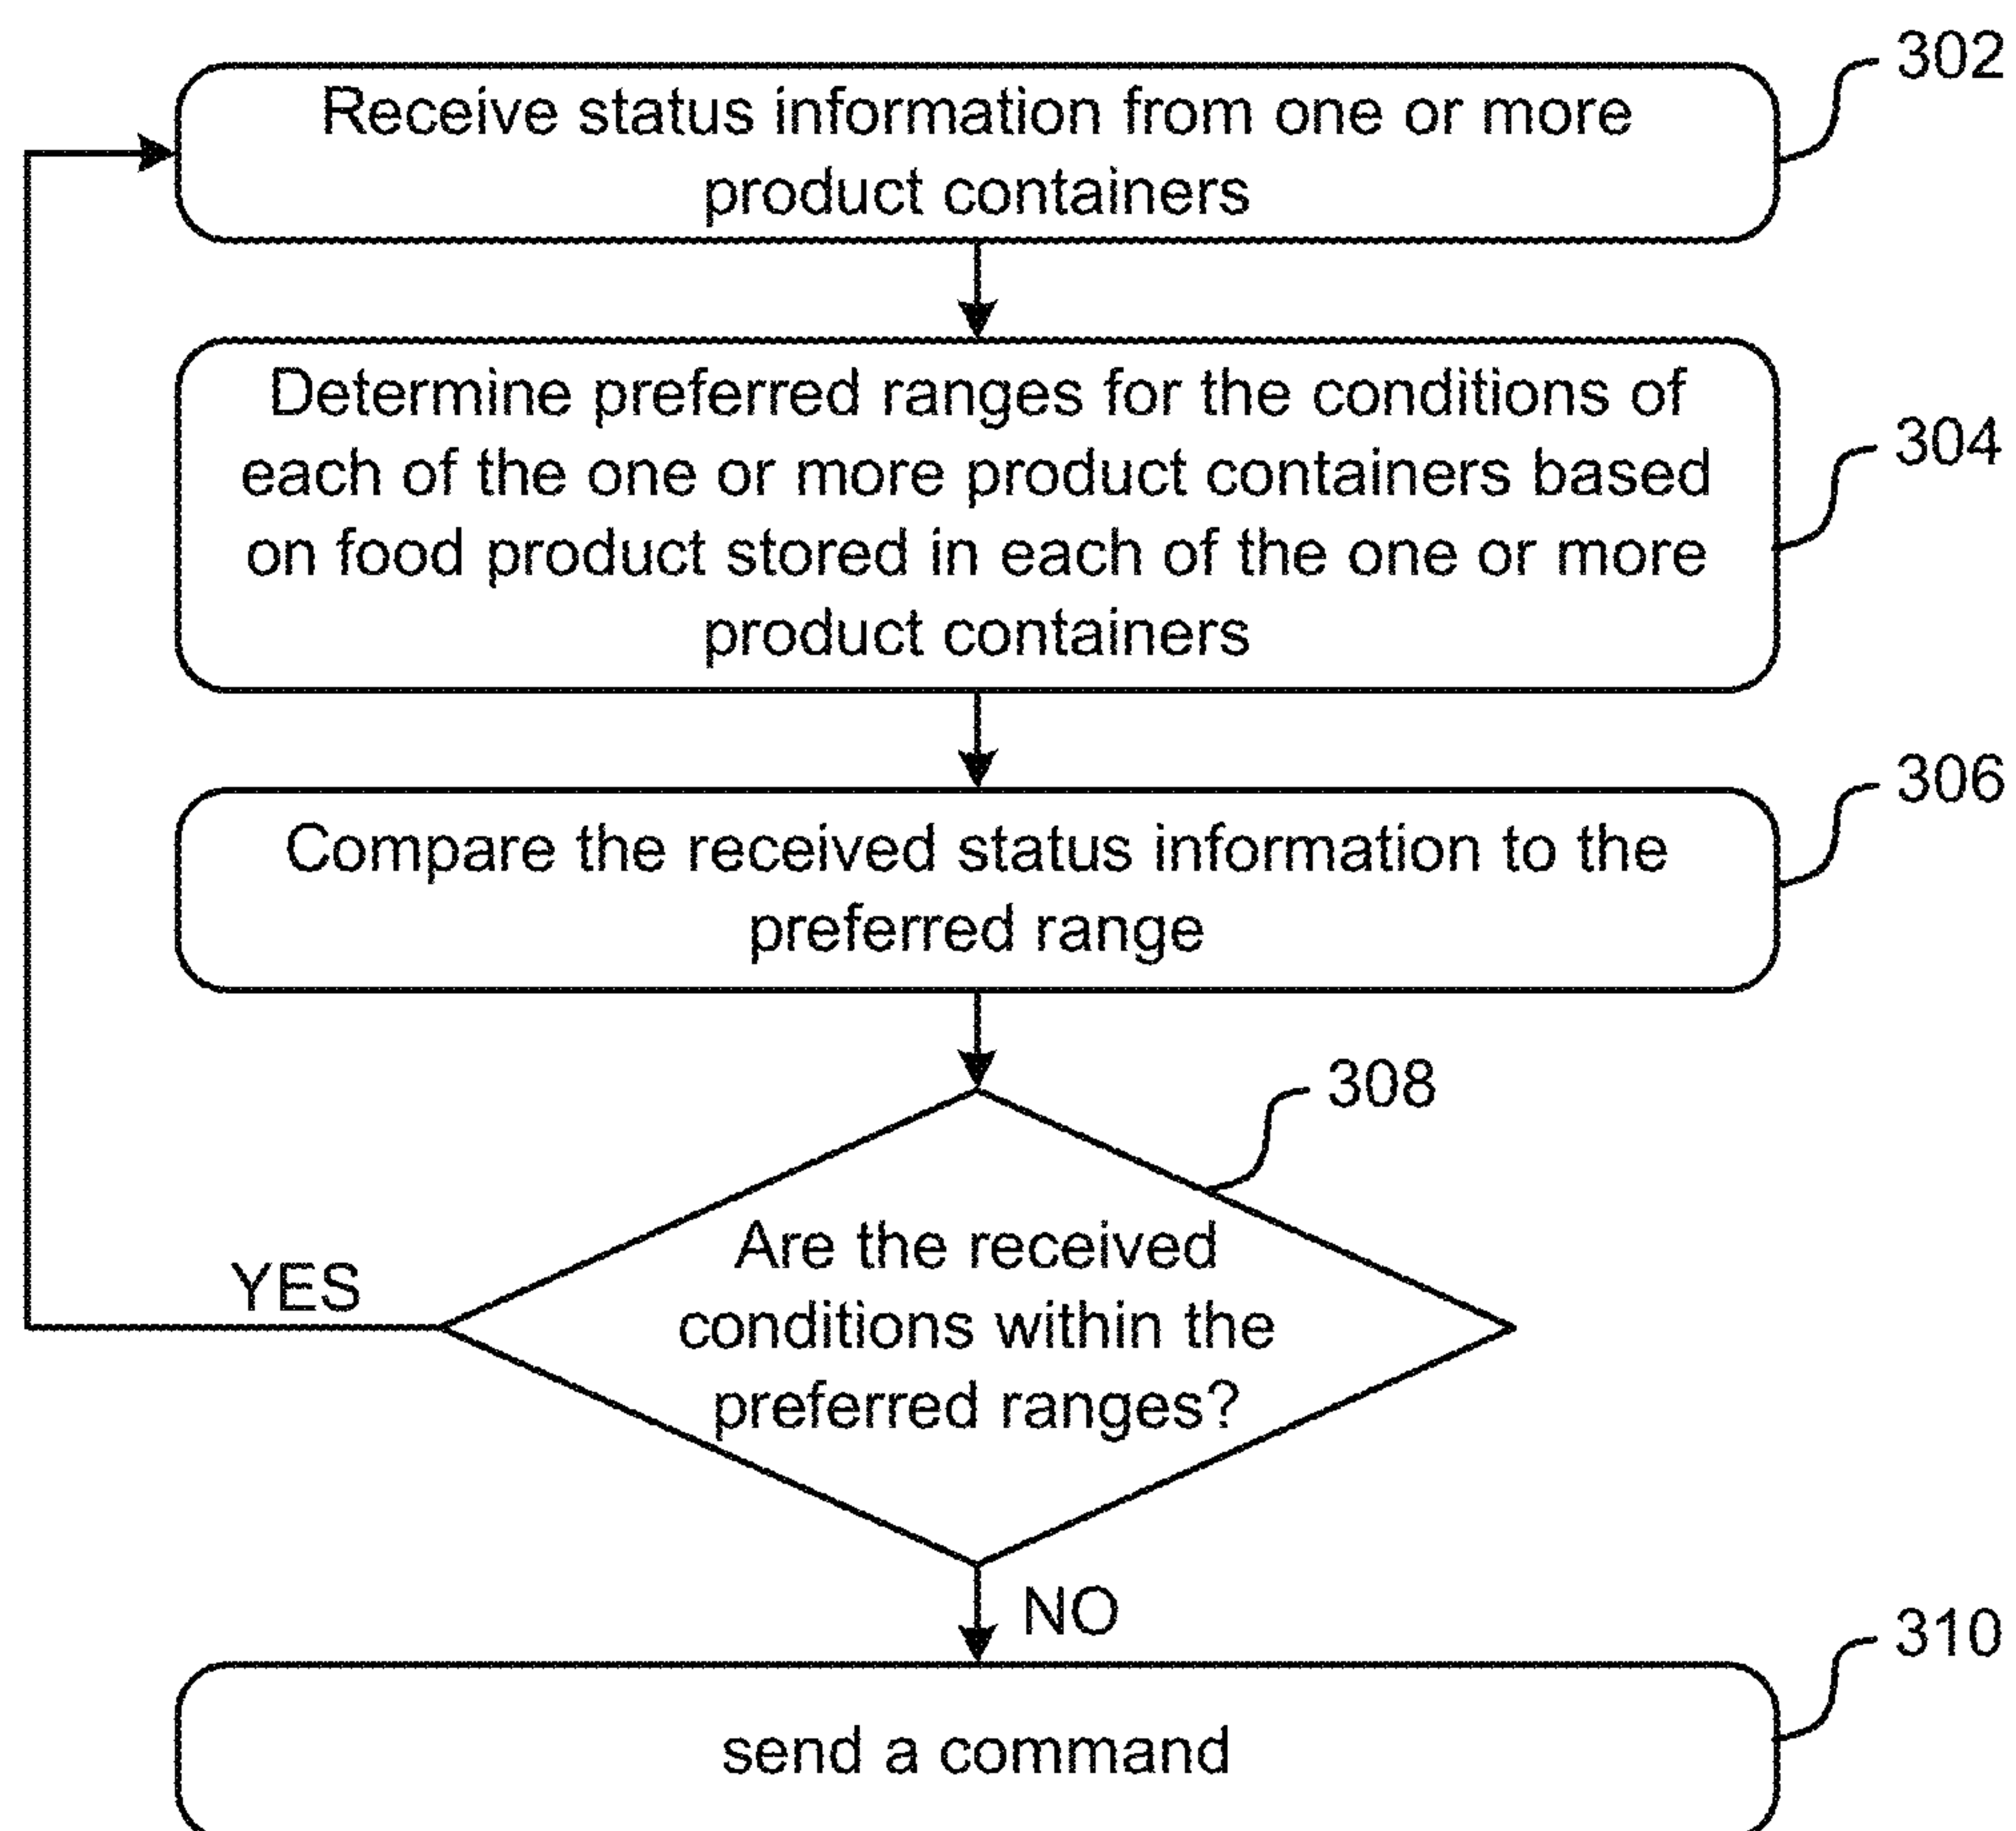 302
Receive status information from one or more
product containers
Determine preferred ranges for the conditions of
each of the one or more product containers based
on food product stored in each of the one or more
product containers
304
306
Compare the received status information to the
preferred range
308
Are the received
conditions within the
preferred ranges?
YES
NO
310
send a command